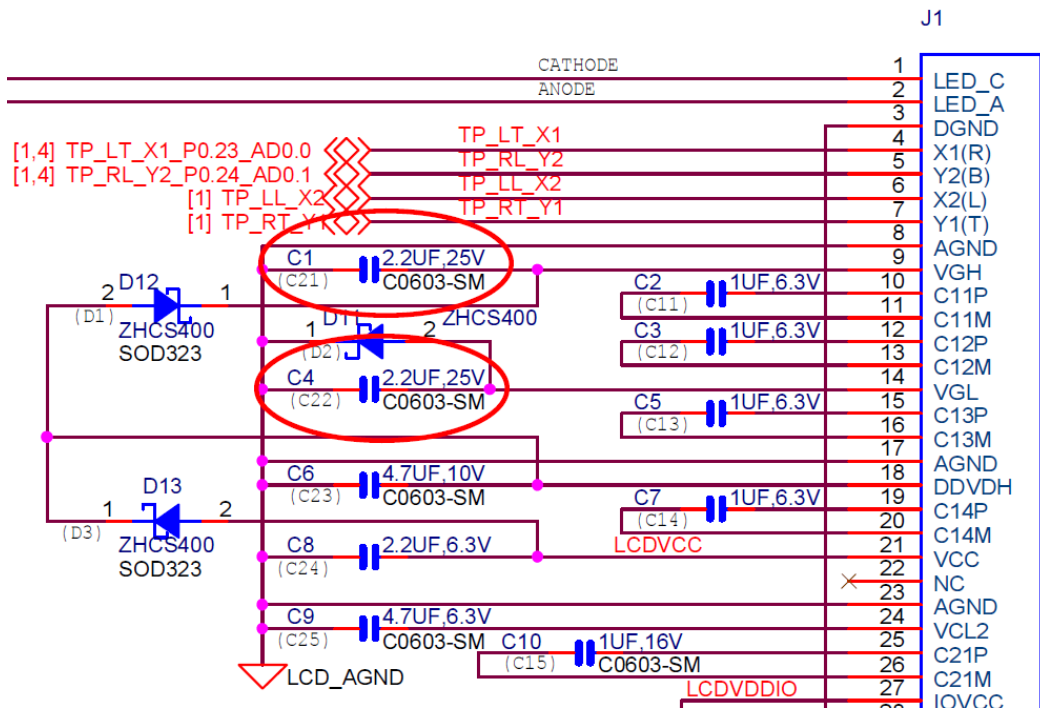 J1
CATHODE 1 LED_C
ANODE 2 LED_A
3 DGND
[1,4] TP_LT_X1_P0.23_AD0.0 TP_LT_X1 4 X1(R)
[1,4] TP_RL_Y2_P0.24_AD0.1 TP_RL_Y2 5 Y2(B)
[1] TP_LL_X2 TP_LL_X2 6 X2(L)
[1] TP_RT_Y1 TP_RT_Y1 7 Y1(T)
8 AGND
C1 2.2UF,25V 9 VGH
(C21) C0603-SM
C2 1UF,6.3V 10 C11P
(C11) 11 C11M
2 D12 1
(D1) ZHCS400
SOD323
D11 ZHCS400
1 2
(D2)
C3 1UF,6.3V 12 C12P
(C12) 13 C12M
C4 2.2UF,25V 14 VGL
(C22) C0603-SM
C5 1UF,6.3V 15 C13P
(C13) 16 C13M
17 AGND
C6 4.7UF,10V 18 DDVDH
(C23) C0603-SM
D13
1 2
(D3) ZHCS400
SOD323
C7 1UF,6.3V 19 C14P
(C14) 20 C14M
LCDVCC
C8 2.2UF,6.3V 21 VCC
(C24)
22 NC
23 AGND
C9 4.7UF,6.3V 24 VCL2
(C25) C0603-SM
C10 1UF,16V 25 C21P
(C15) C0603-SM 26 C21M
LCD_AGND
LCDVDDIO 27 IOVCC